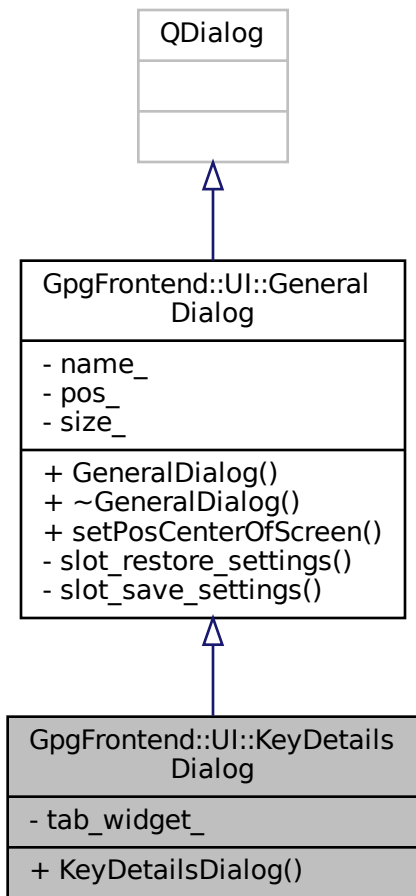 QDialog
GpgFrontend::UI::General
Dialog
- name_
- pos_
- size_
+ GeneralDialog()
+ ~GeneralDialog()
+ setPosCenterOfScreen()
- slot_restore_settings()
- slot_save_settings()
GpgFrontend::UI::KeyDetails
Dialog
- tab_widget_
+ KeyDetailsDialog()